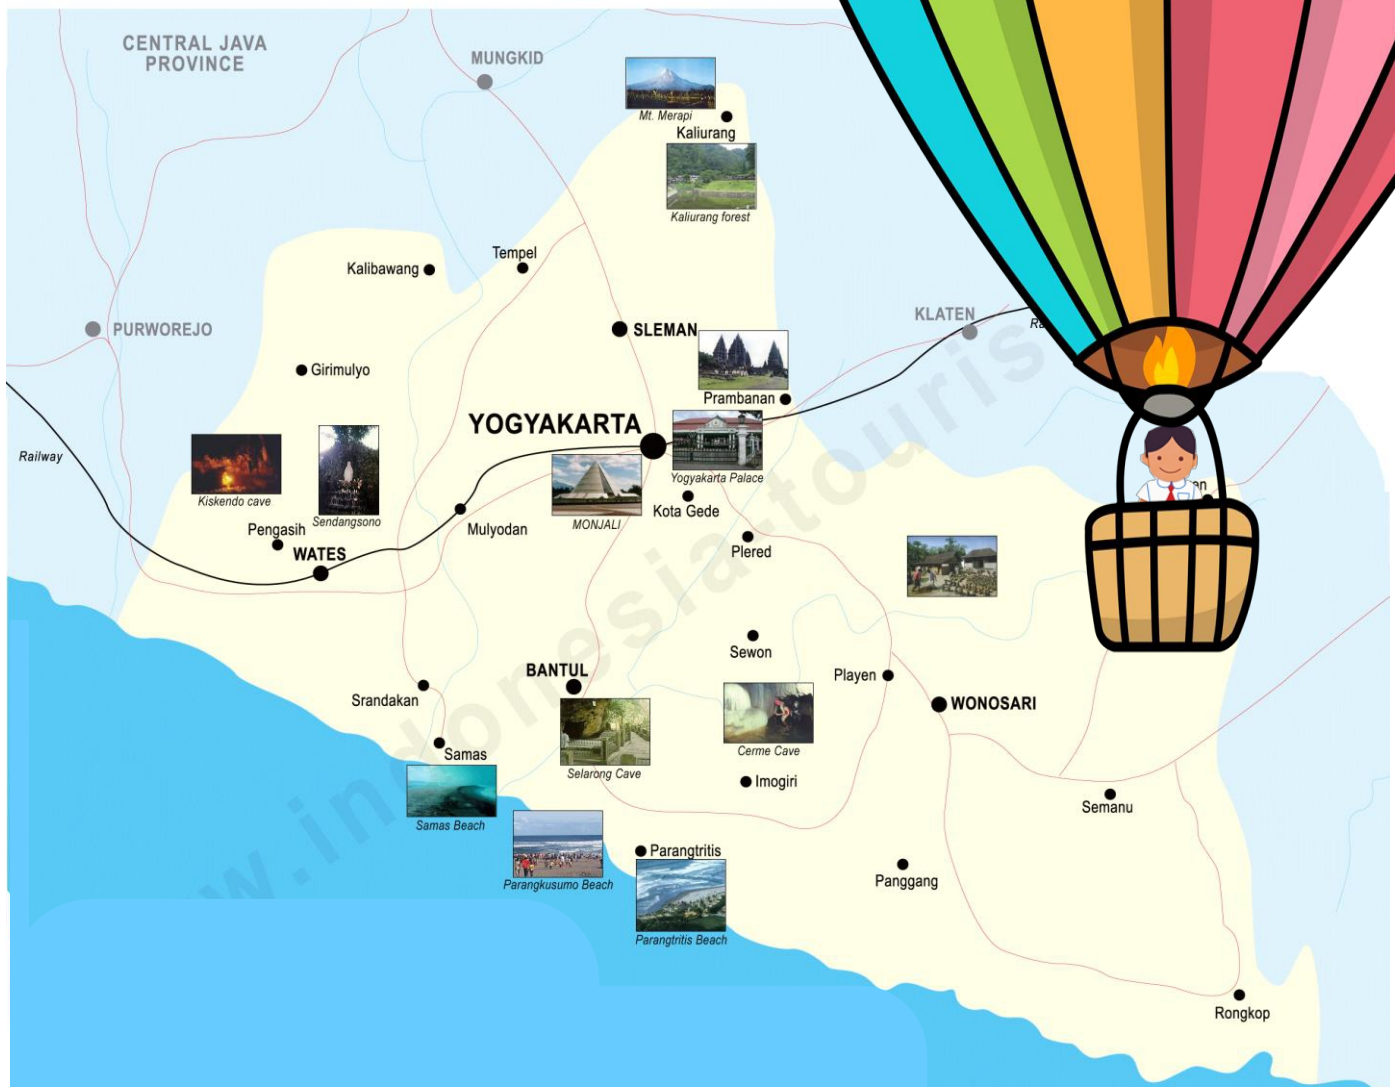 CENTRAL JAVA
PROVINCE
MUNGKID
Mt. Merapi
Kaliurang
Kaliurang forest
Tempel
Kalibawang
PURWOREJO
SLEMAN
KLATEN
Girimulyo
Prambanan
YOGYAKARTA
Railway
Kiskendo cave
Sendangsono
Yogyakarta Palace
MONJALI
Kota Gede
Mulyodan
Pengasih
WATES
Plered
Sewon
BANTUL
Playen
Srandakan
WONOSARI
Samas
Cerme Cave
Selarong Cave
Imogiri
Semanu
Samas Beach
Parangtritis
Panggang
Parangkusumo Beach
Parangtritis Beach
Rongkop
w.indonesia-touris